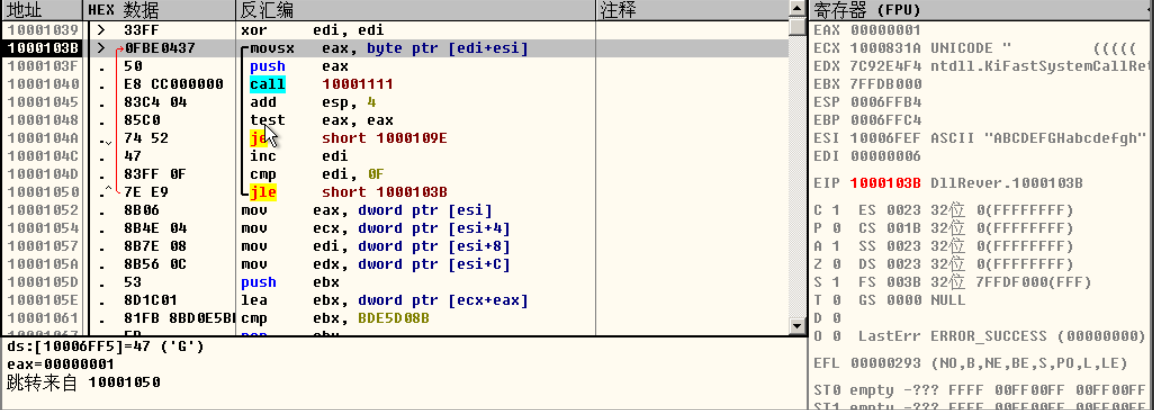 地址 HEX 数据 反汇编 注释
10001039 > 33FF xor edi, edi
1000103B > 0FBE0437 movsx eax, byte ptr [edi+esi]
1000103F . 50 push eax
10001040 . E8 CC000000 call 10001111
10001045 . 83C4 04 add esp, 4
10001048 . 85C0 test eax, eax
1000104A . 74 52 short 1000109E
1000104C . 47 inc edi
1000104D . 83FF 0F cmp edi, 0F
10001050 .^ 7E E9 jle short 1000103B
10001052 . 8B06 mov eax, dword ptr [esi]
10001054 . 8B4E 04 mov ecx, dword ptr [esi+4]
10001057 . 8B7E 08 mov edi, dword ptr [esi+8]
1000105A . 8B56 0C mov edx, dword ptr [esi+C]
1000105D . 53 push ebx
1000105E . 8D1C01 lea ebx, dword ptr [ecx+eax]
10001061 . 81FB 8BD0E5B cmp ebx, BDE5D08B
ds:[10006FF5]=47 ('G')
eax=00000001
跳转来自 10001050
寄存器 (FPU)
EAX 00000001
ECX 1000831A UNICODE " (((((
EDX 7C92E4F4 ntdll.KiFastSystemCallRet
EBX 7FFDB000
ESP 0006FFB4
EBP 0006FFC4
ESI 10006FEF ASCII "ABCDEFGHabcdefgh"
EDI 00000006
EIP 1000103B DllRever.1000103B
C 1 ES 0023 32位 0(FFFFFFFF)
P 0 CS 001B 32位 0(FFFFFFFF)
A 1 SS 0023 32位 0(FFFFFFFF)
Z 0 DS 0023 32位 0(FFFFFFFF)
S 1 FS 003B 32位 7FFDF000(FFF)
T 0 GS 0000 NULL
D 0
O 0 LastErr ERROR_SUCCESS (00000000)
EFL 00000293 (NO,B,NE,BE,S,PO,L,LE)
ST0 empty -??? FFFF 00FF00FF 00FF00FF
ST1 empty -??? FFFF 00FF00FF 00FF00FF